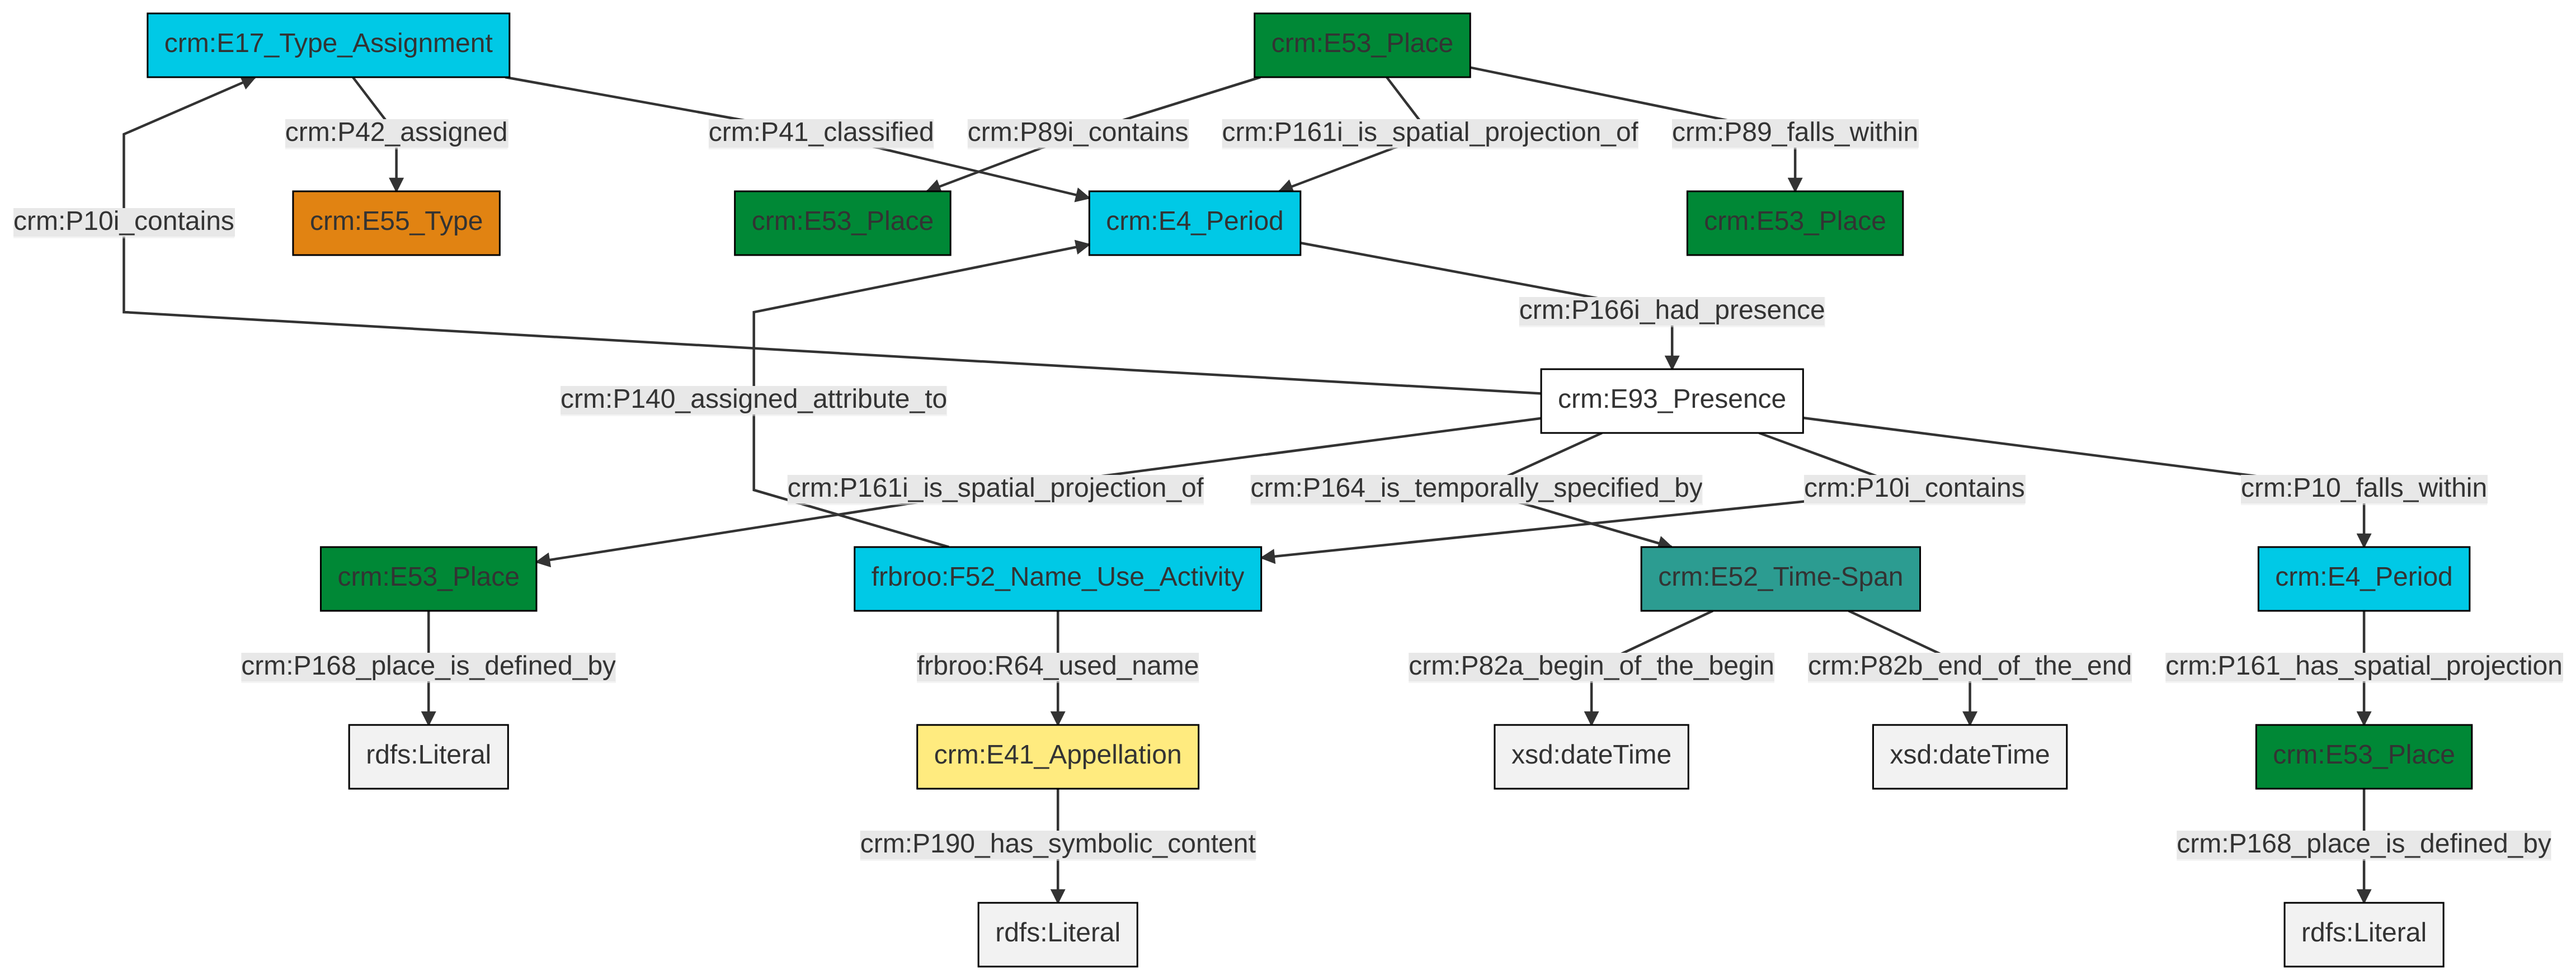 crm:E17_Type_Assignment
crm:E53_Place
crm:P42_assigned
crm:P41_classified
crm:P89i_contains
crm:P161i_is_spatial_projection_of
crm:P89_falls_within
crm:P10i_contains
crm:E55_Type
crm:E53_Place
crm:E4_Period
crm:E53_Place
crm:P166i_had_presence
crm:P140_assigned_attribute_to
crm:E93_Presence
crm:P161i_is_spatial_projection_of
crm:P164_is_temporally_specified_by
crm:P10i_contains
crm:P10_falls_within
crm:E53_Place
frbroo:F52_Name_Use_Activity
crm:E52_Time-Span
crm:E4_Period
crm:P168_place_is_defined_by
frbroo:R64_used_name
crm:P82a_begin_of_the_begin
crm:P82b_end_of_the_end
crm:P161_has_spatial_projection
rdfs:Literal
crm:E41_Appellation
xsd:dateTime
xsd:dateTime
crm:E53_Place
crm:P190_has_symbolic_content
crm:P168_place_is_defined_by
rdfs:Literal
rdfs:Literal